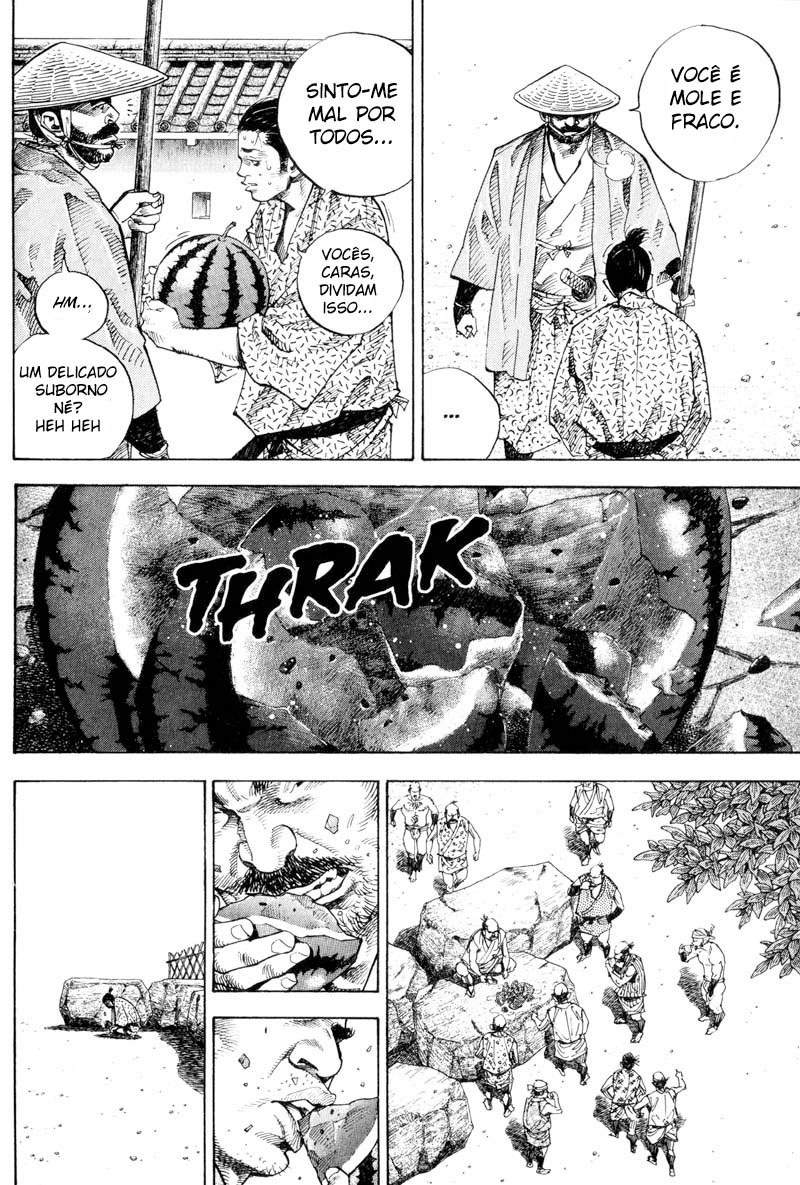 VOCÊ É
MOLE E
FRACO.
...
SINTO-ME
MAL POR
TODOS...
VOCÊS,
CARAS,
DIVIDAM
ISSO...
HM...
UM DELICADO
SUBORNO
NÉ?
HEH HEH
THRAK